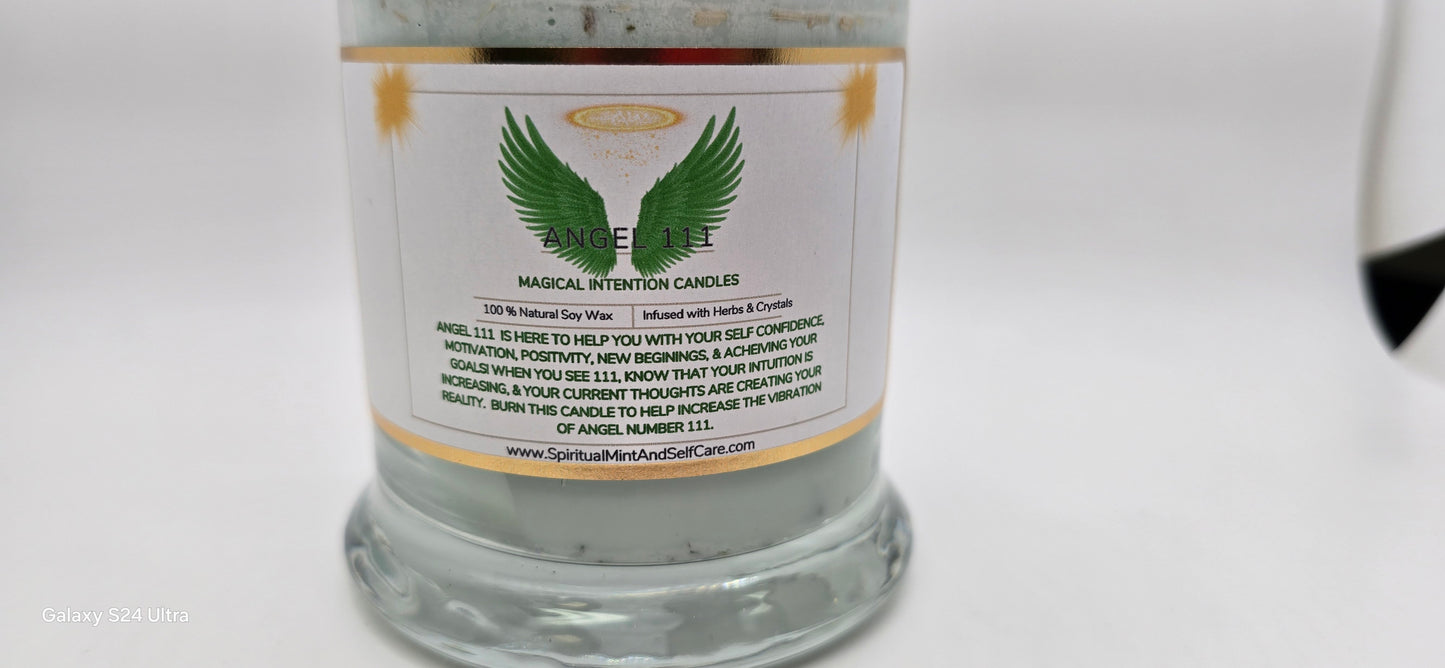 ANGEL 111
MAGICAL INTENTION CANDLES
100 % Natural Soy Wax
Infused with Herbs & Crystals
ANGEL 111 IS HERE TO HELP YOU WITH YOUR SELF CONFIDENCE,
MOTIVATION, POSITIVITY, NEW BEGININGS, & ACHEIVING YOUR
GOALS! WHEN YOU SEE 111, KNOW THAT YOUR INTUITION IS
INCREASING, & YOUR CURRENT THOUGHTS ARE CREATING YOUR
REALITY. BURN THIS CANDLE TO HELP INCREASE THE VIBRATION
OF ANGEL NUMBER 111.
www.SpiritualMintAndSelfCare.com
Galaxy S24 Ultra